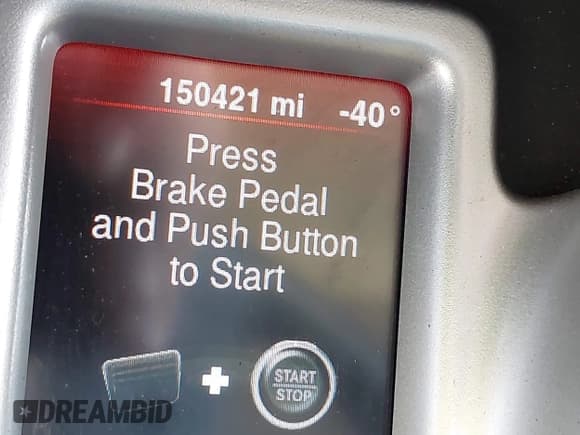 150421 mi -40°
Press
Brake Pedal
and Push Button
to Start
+
START
STOP
DREAMBID